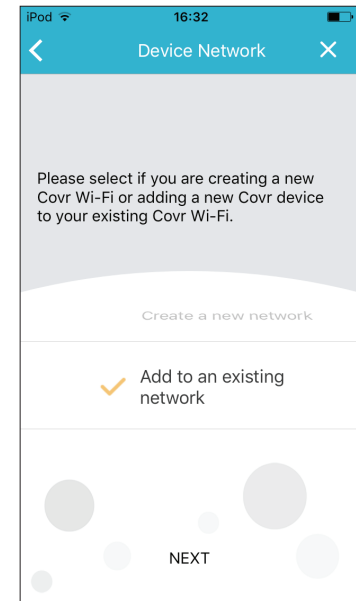 iPod 16:32
Device Network
Please select if you are creating a new
Covr Wi-Fi or adding a new Covr device
to your existing Covr Wi-Fi.
Create a new network
Add to an existing
network
NEXT